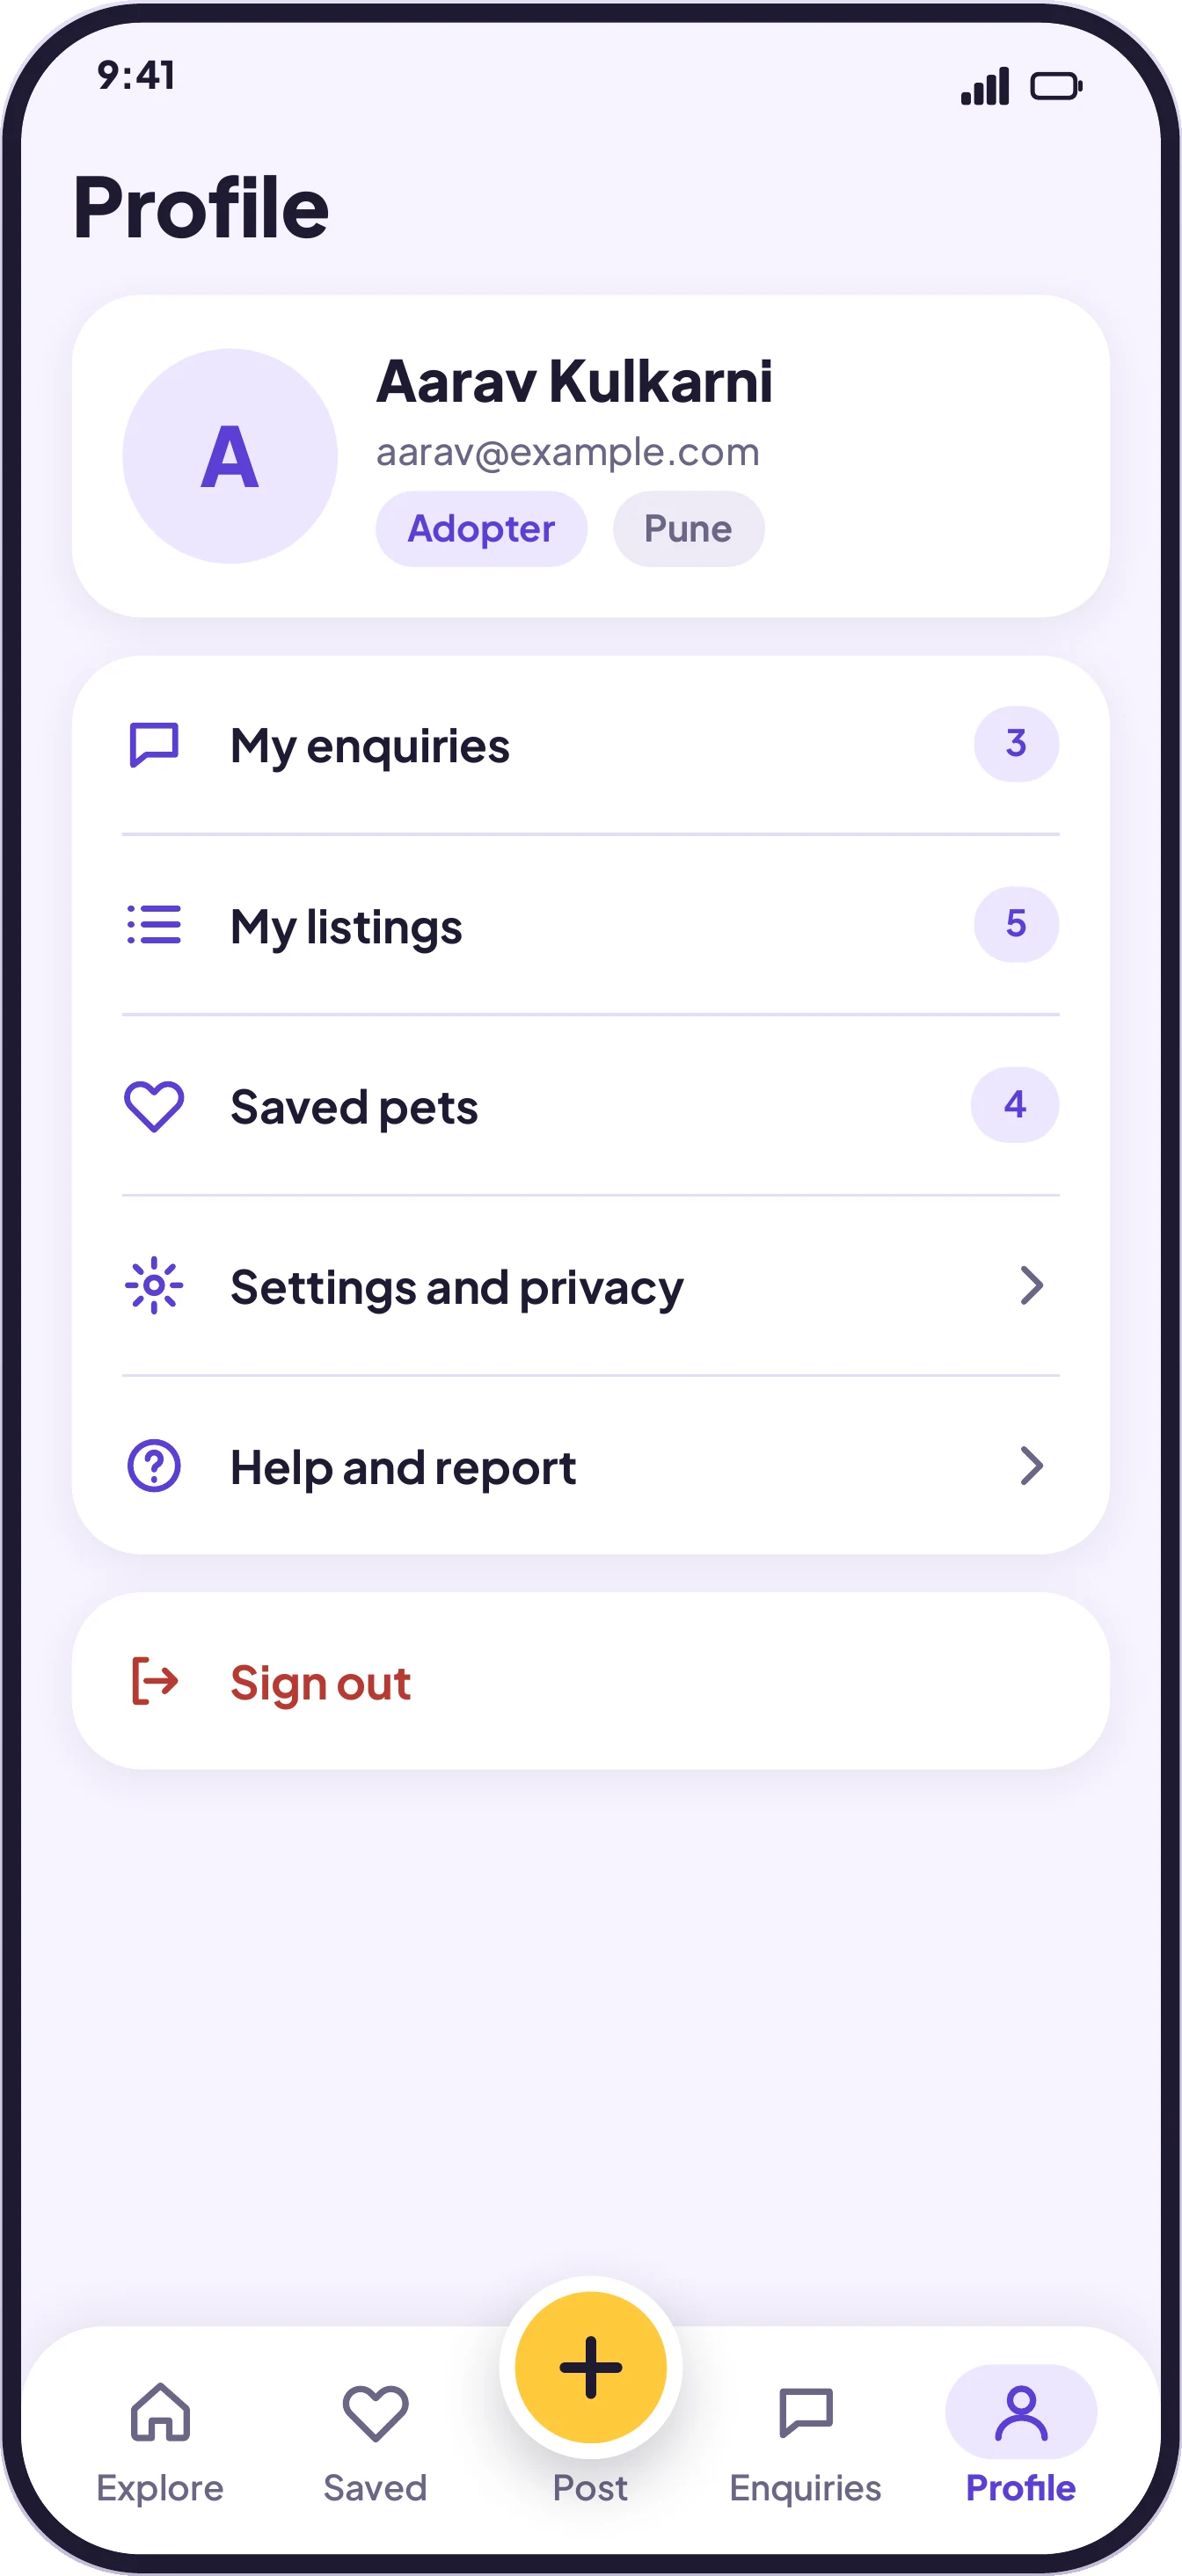 9:41
Profile
A
Aarav Kulkarni
aarav@example.com
Adopter Pune
My enquiries 3
My listings 5
Saved pets 4
Settings and privacy
Help and report
Sign out
Explore Saved Post Enquiries Profile